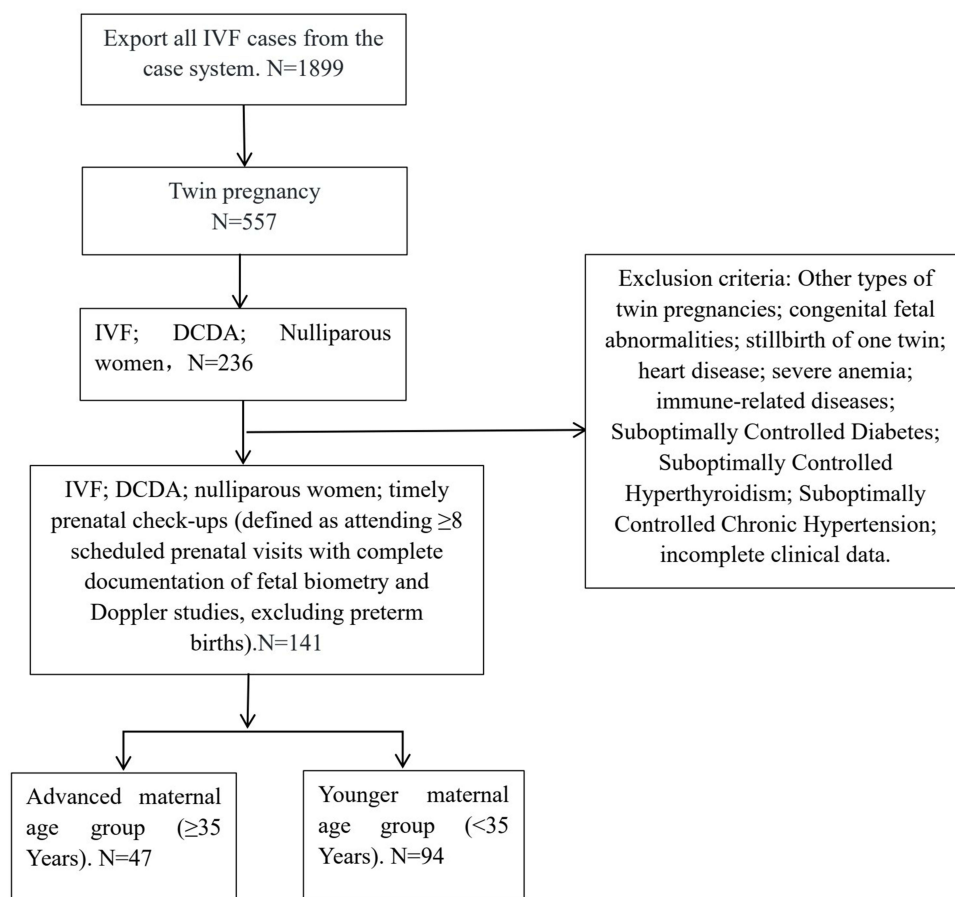 Export all IVF cases from the
case system. N=1899
Twin pregnancy
N=557
IVF; DCDA; Nulliparous
women，N=236
Exclusion criteria: Other types of
twin pregnancies; congenital fetal
abnormalities; stillbirth of one twin;
heart disease; severe anemia;
immune-related diseases;
Suboptimally Controlled Diabetes;
Suboptimally Controlled
Hyperthyroidism; Suboptimally
Controlled Chronic Hypertension;
incomplete clinical data.
IVF; DCDA; nulliparous women; timely
prenatal check-ups (defined as attending ≥8
scheduled prenatal visits with complete
documentation of fetal biometry and
Doppler studies, excluding preterm
births).N=141
Advanced maternal
age group (≥35
Years). N=47
Younger maternal
age group (<35
Years). N=94